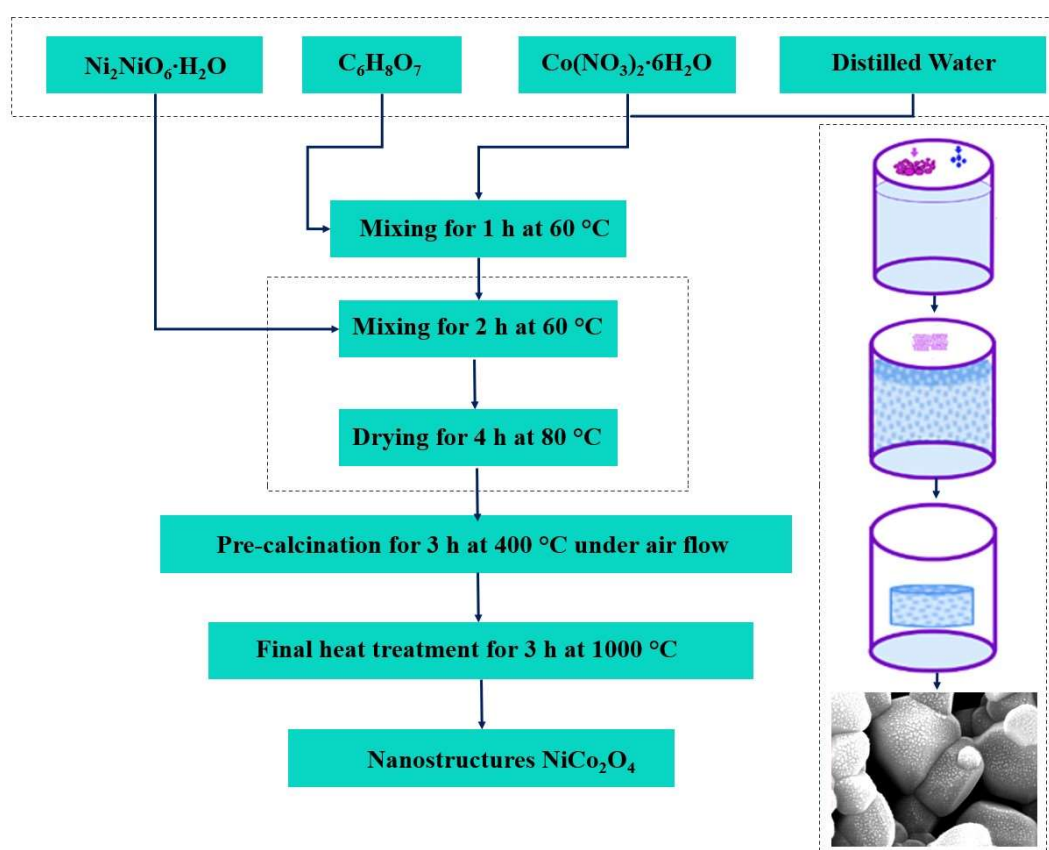 Ni₂NiO₆·H₂O
C₆H₈O₇
Co(NO₃)₂·6H₂O
Distilled Water
Mixing for 1 h at 60 °C
Mixing for 2 h at 60 °C
Drying for 4 h at 80 °C
Pre-calcination for 3 h at 400 °C under air flow
Final heat treatment for 3 h at 1000 °C
Nanostructures NiCo₂O₄